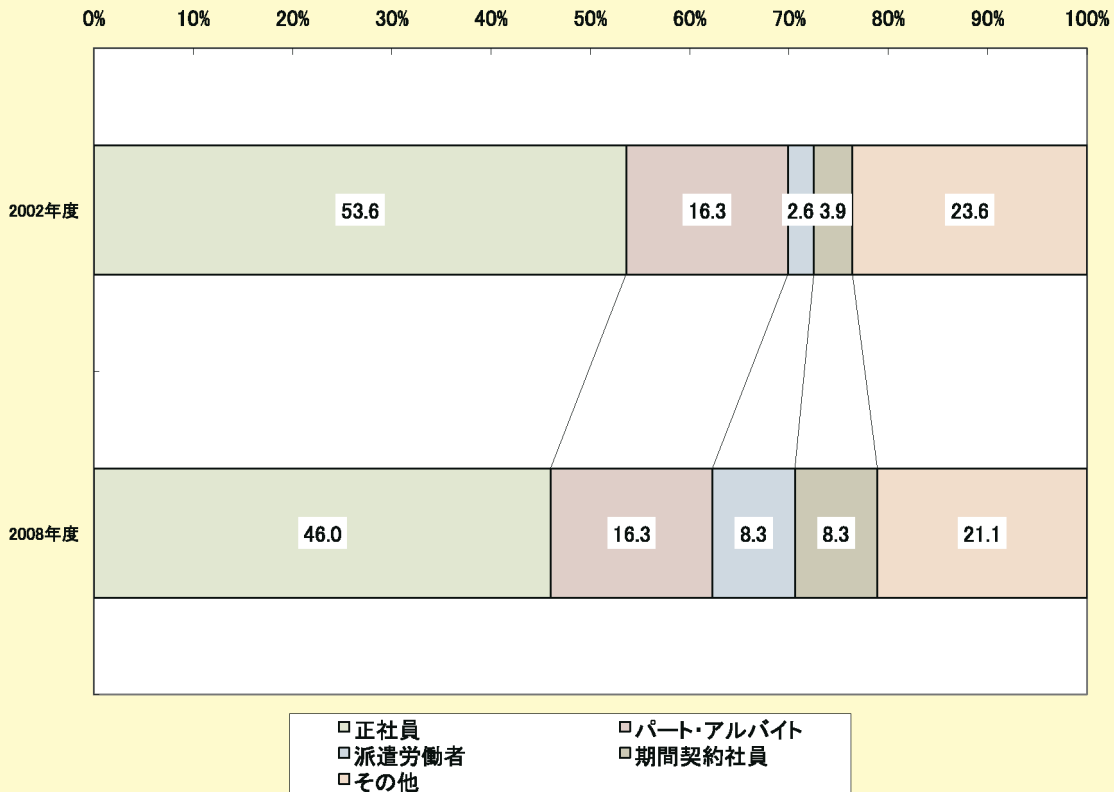 0% 10% 20% 30% 40% 50% 60% 70% 80% 90% 100%
2002年度 53.6 16.3 2.6 3.9 23.6
2008年度 46.0 16.3 8.3 8.3 21.1
正社員 パート・アルバイト
派遣労働者 期間契約社員
その他